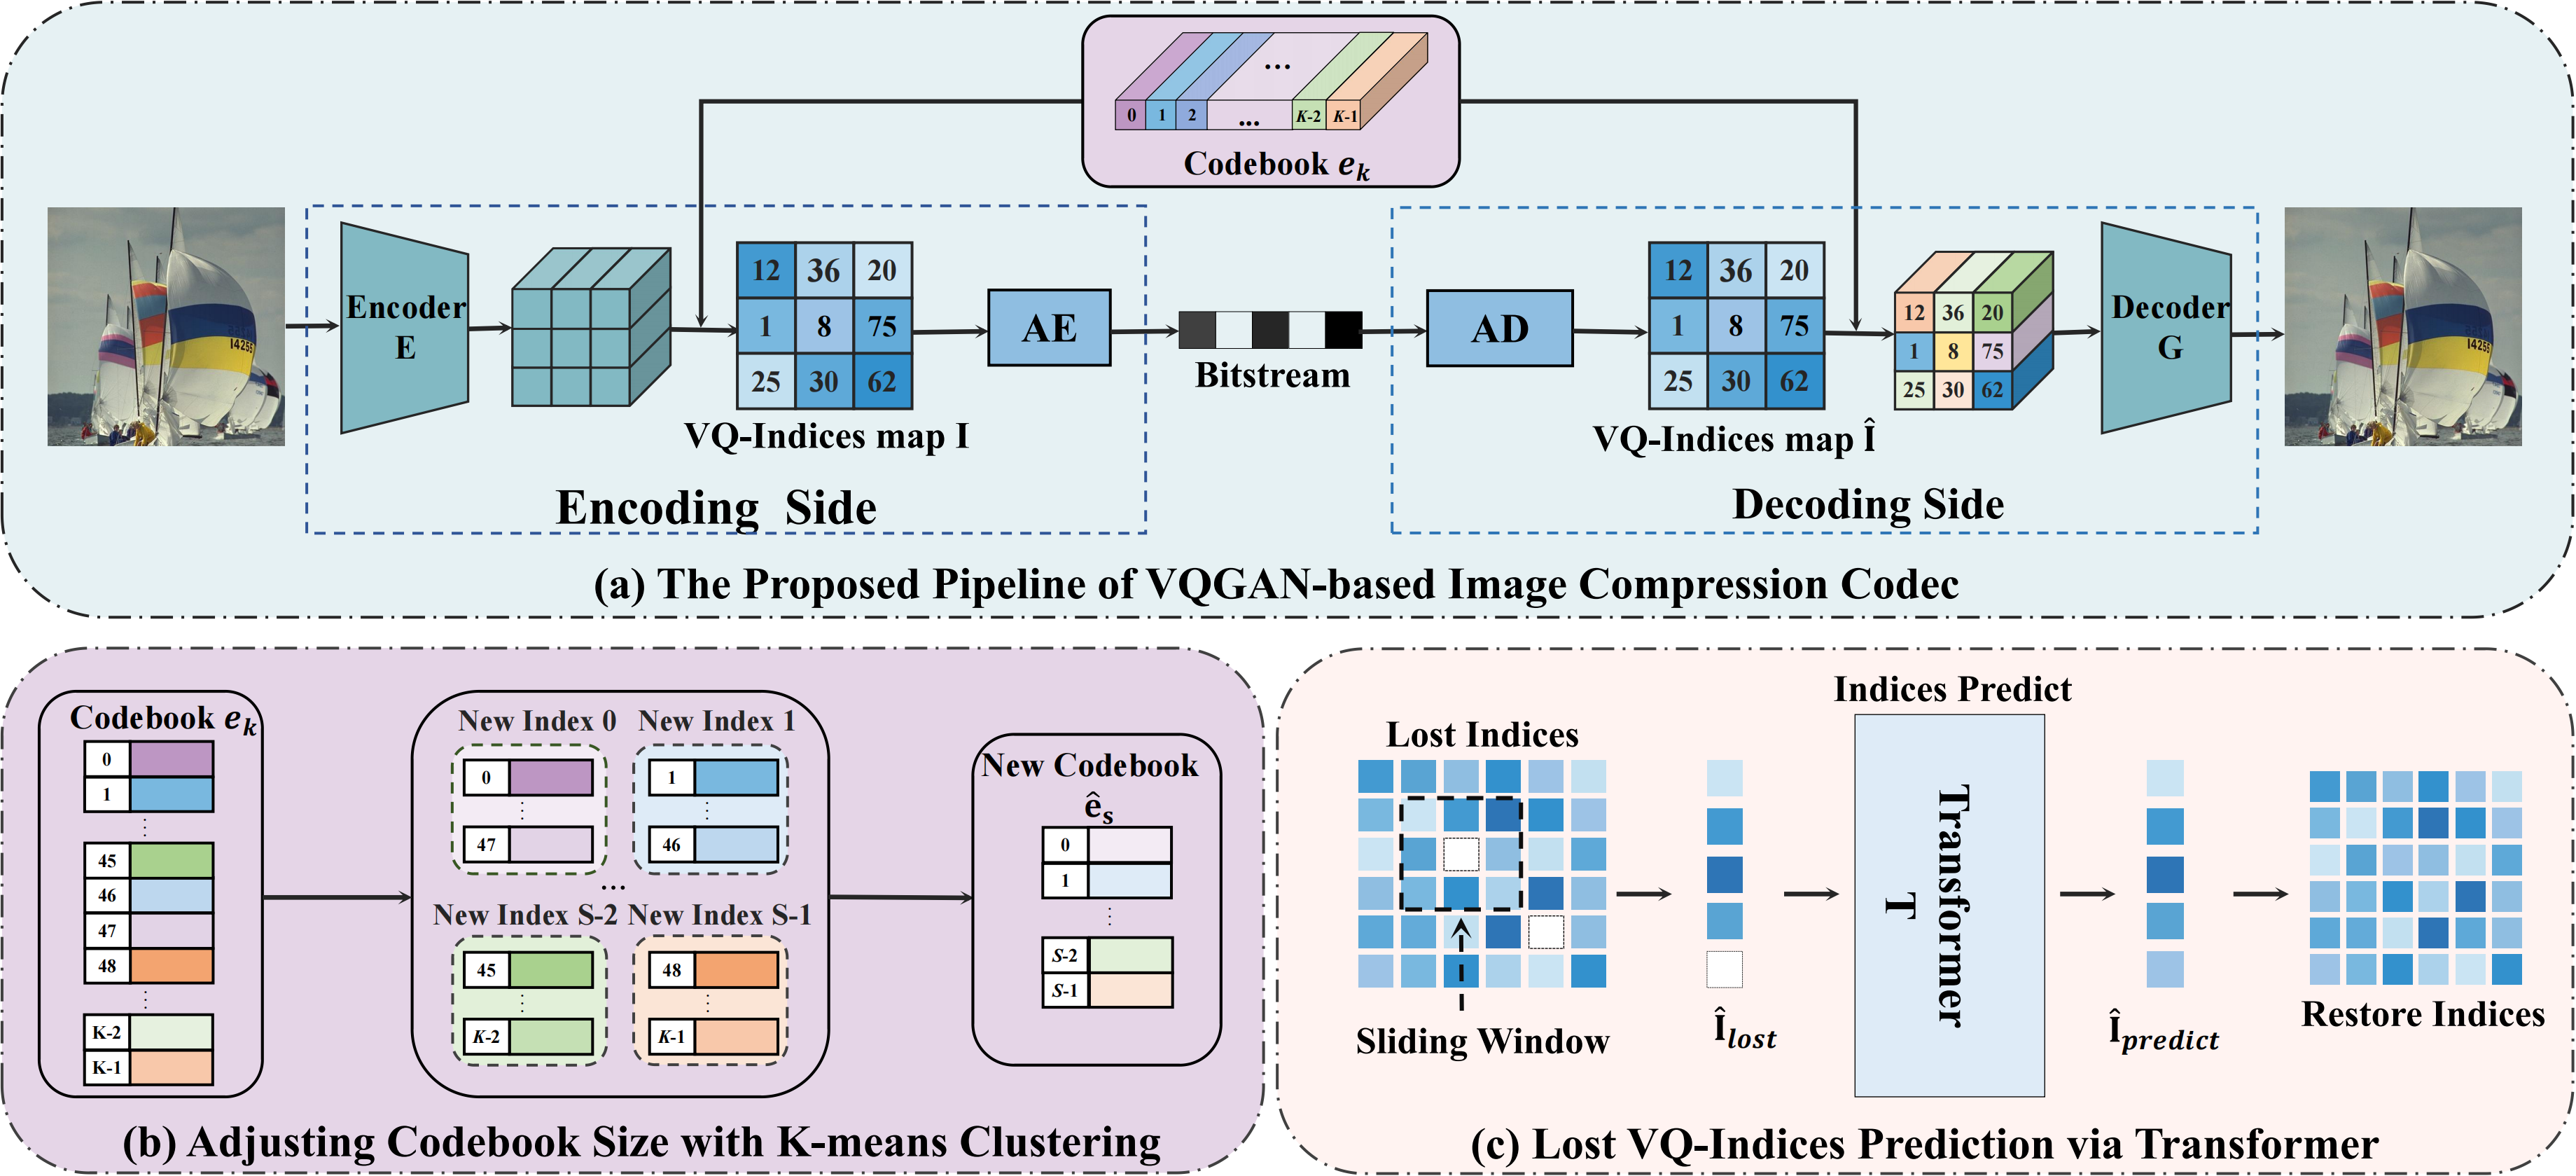 ...
0 1 2 ... K-2 K-1
Codebook e_k
Encoder
E
12 36 20
1 8 75
25 30 62
VQ-Indices map I
AE
Encoding Side
Bitstream
AD
12 36 20
1 8 75
25 30 62
VQ-Indices map Î
12 36 20
1 8 75
25 30 62
Decoder
G
Decoding Side
14255
14255
(a) The Proposed Pipeline of VQGAN-based Image Compression Codec
Codebook e_k
0
1
⋮
45
46
47
48
⋮
K-2
K-1
New Index 0
0
⋮
47
New Index 1
1
⋮
46
...
New Index S-2
45
⋮
K-2
New Index S-1
48
⋮
K-1
New Codebook
ê_s
0
1
⋮
S-2
S-1
(b) Adjusting Codebook Size with K-means Clustering
Lost Indices
Sliding Window
Î_lost
Indices Predict
Transformer
T
Î_predict
Restore Indices
(c) Lost VQ-Indices Prediction via Transformer